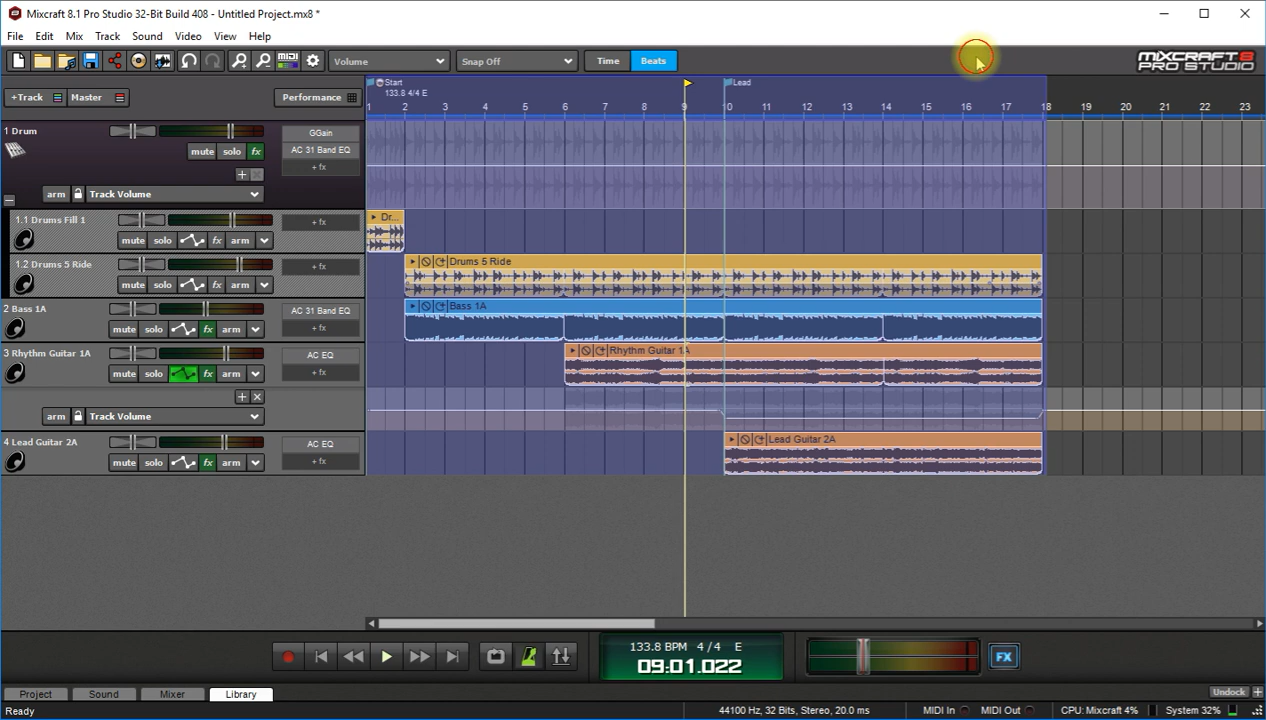 Mixcraft 8.1 Pro Studio 32-Bit Build 408 - Untitled Project.mx8 *
File Edit Mix Track Sound Video View Help
midi Volume Snap Off Time Beats MIXCRAFT 8 PRO STUDIO
+Track Master Performance
Start Lead
133.8 4/4 E
1 2 3 4 5 6 7 8 9 10 11 12 13 14 15 16 17 18 19 20 21 22 23
1 Drum GGain
mute solo fx AC 31 Band EQ
+ fx
arm Track Volume
1.1 Drums Fill 1 + fx Dr...
mute solo fx arm
1.2 Drums 5 Ride + fx Drums 5 Ride
mute solo fx arm
2 Bass 1A AC 31 Band EQ Bass 1A
mute solo fx arm + fx
3 Rhythm Guitar 1A AC EQ Rhythm Guitar 1A
mute solo fx arm + fx
arm Track Volume
4 Lead Guitar 2A AC EQ Lead Guitar 2A
mute solo fx arm + fx
133.8 BPM 4/4 E
09:01.022
FX
Project Sound Mixer Library Undock +
Ready 44100 Hz, 32 Bits, Stereo, 20.0 ms MIDI In MIDI Out CPU: Mixcraft 4% System 32%